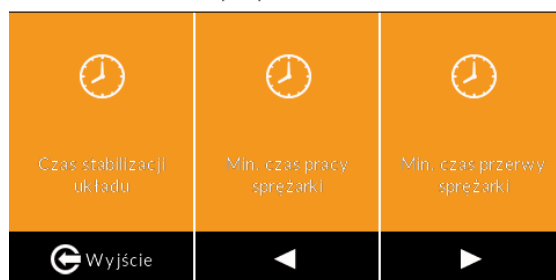 Czas stabilizacji
układu
Min. czas pracy
sprężarki
Min. czas przerwy
sprężarki
Wyjście